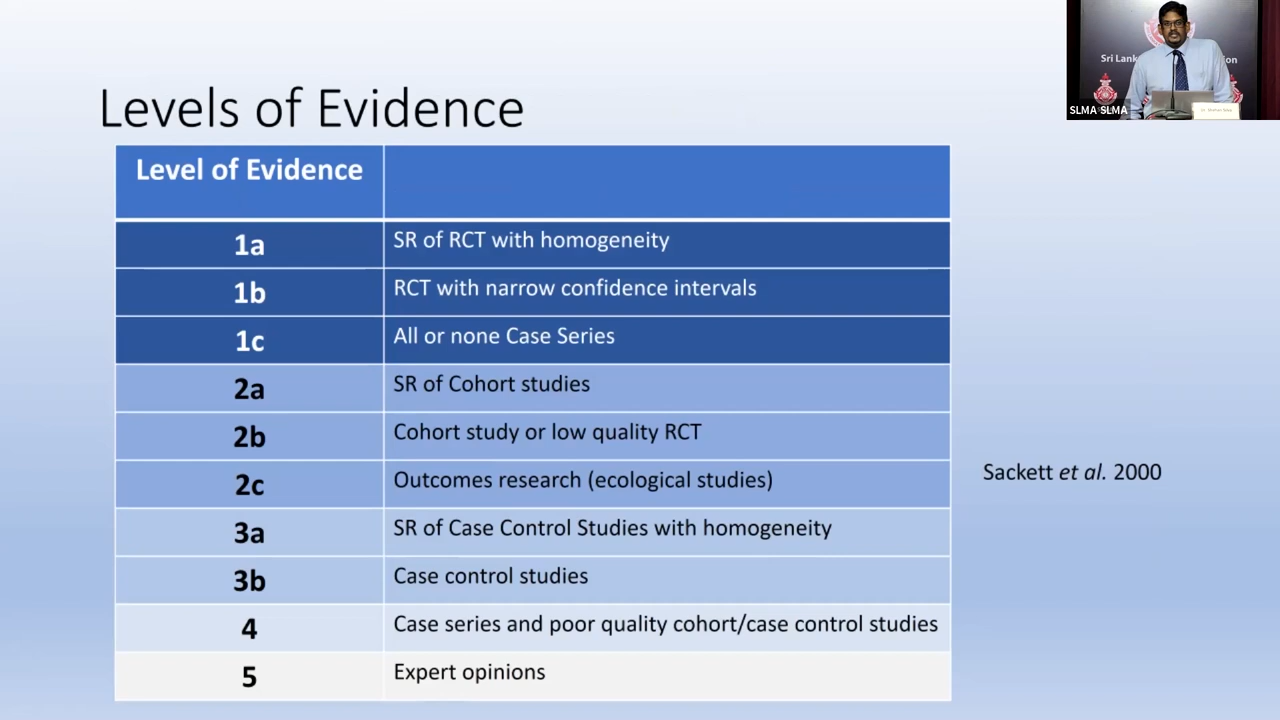 Levels of Evidence
Level of Evidence
1a SR of RCT with homogeneity
1b RCT with narrow confidence intervals
1c All or none Case Series
2a SR of Cohort studies
2b Cohort study or low quality RCT
2c Outcomes research (ecological studies)
3a SR of Case Control Studies with homogeneity
3b Case control studies
4 Case series and poor quality cohort/case control studies
5 Expert opinions
Sackett et al. 2000
Sri Lank
SLMA SLMA